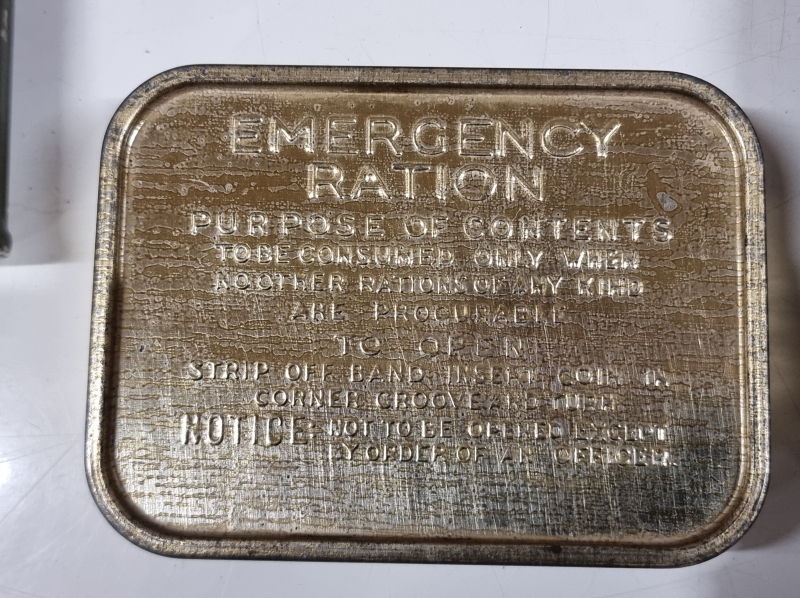 EMERGENCY
RATION
PURPOSE OF CONTENTS
TO BE CONSUMED ONLY WHEN
NO OTHER RATIONS OF ANY KIND
ARE PROCURABLE
TO OPEN
STRIP OFF BAND. INSERT COIN IN
CORNER GROOVE AND TURN
NOTICE:- NOT TO BE OPENED EXCEPT
BY ORDER OF AN OFFICER.